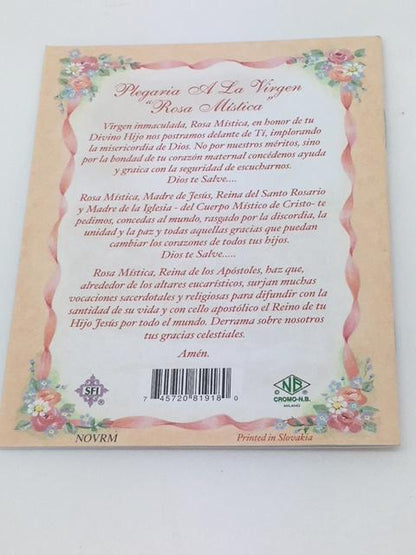 Plegaria A La Virgen
"Rosa Mística"
Virgen inmaculada, Rosa Mística, en honor de tu
Divino Hijo nos postramos delante de Ti, implorando
la misericordia de Dios. No por nuestros méritos, sino
por la bondad de tu corazón maternal concédenos ayuda
y graica con la seguridad de escucharnos.
Dios te Salve....
Rosa Mística, Madre de Jesús, Reina del Santo Rosario
y Madre de la Iglesia - del Cuerpo Místico de Cristo- te
pedimos, concedas al mundo, rasgado por la discordia, la
unidad y la paz y todas aquellas gracias que puedan
cambiar los corazones de todos tus hijos.
Dios te Salve.....
Rosa Mística, Reina de los Apóstoles, haz que,
alrededor de los altares eucarísticos, surjan muchas
vocaciones sacerdotales y religiosas para difundir con la
santidad de su vida y con cello apostólico el Reino de tu
Hijo Jesús por todo el mundo. Derrama sobre nosotros
tus gracias celestiales.
Amén.
SFI
7 45720 81918 0
NB
CROMO-N.B.
MILANO
NOVRM
Printed in Slovakia